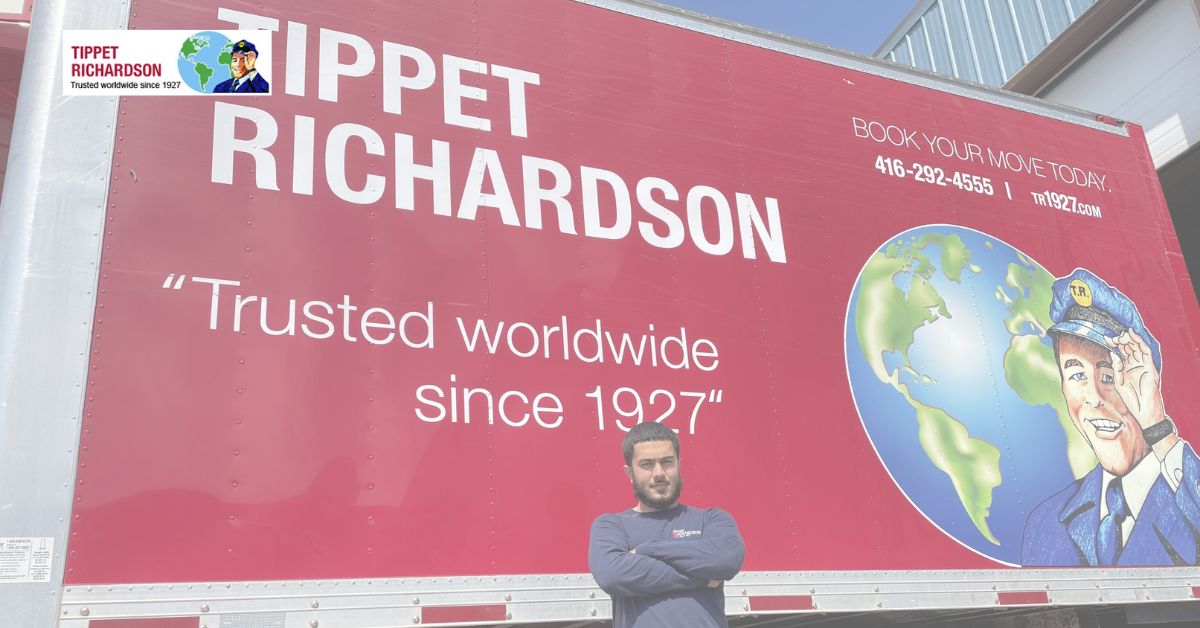 TIPPET
RICHARDSON
Trusted worldwide since 1927
TIPPET
RICHARDSON
"Trusted worldwide
since 1927"
BOOK YOUR MOVE TODAY.
416-292-4555 | TR1927.COM
T.R.
RICHARDSON